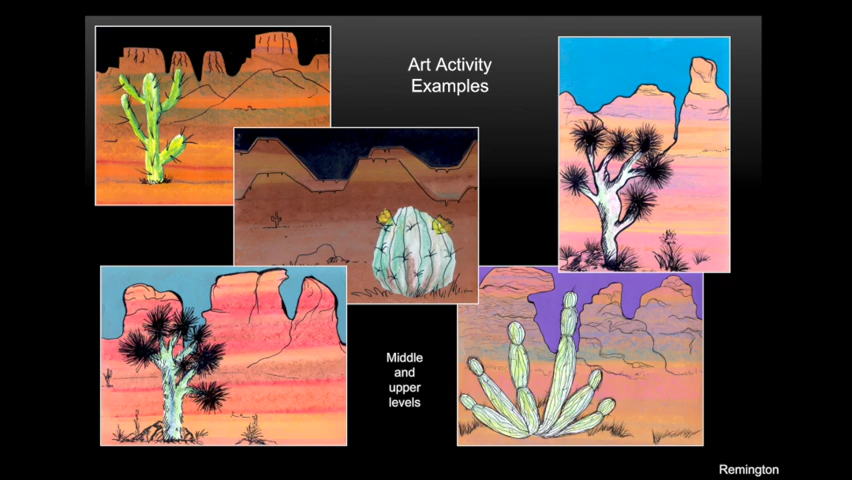 Art Activity
Examples
Middle
and
upper
levels
Remington